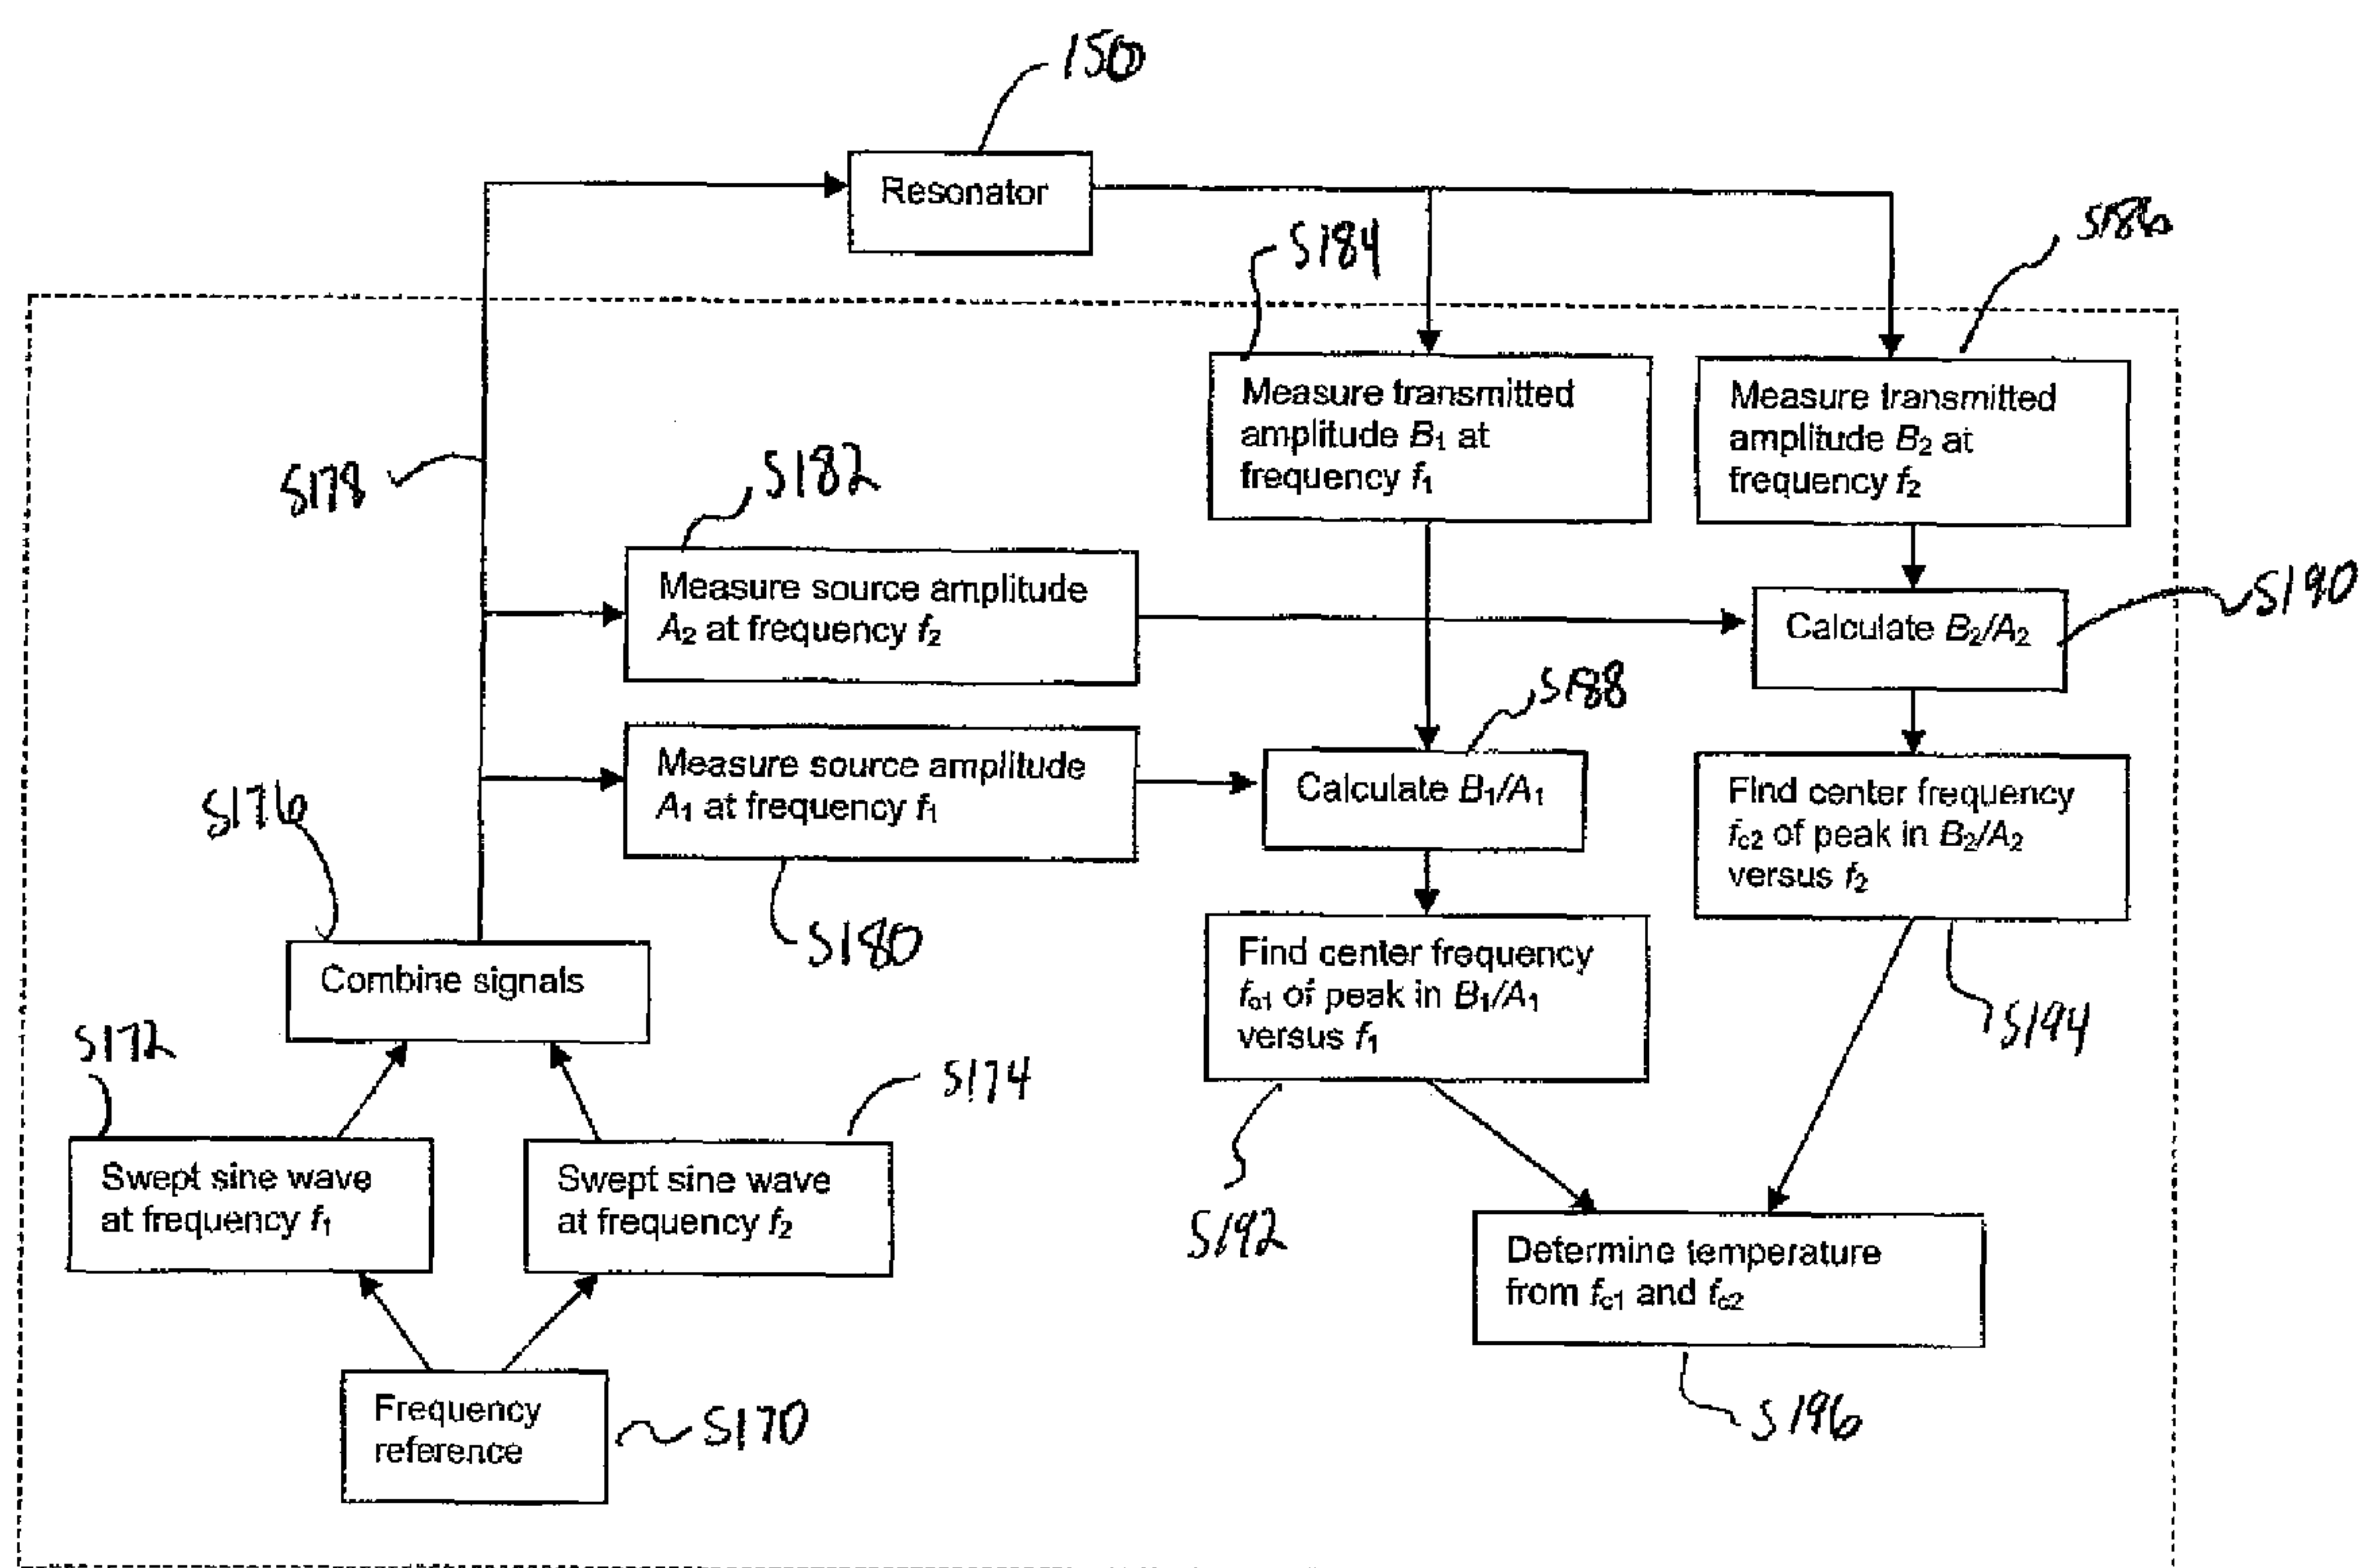 150
Resonator
S184
S186
Measure transmitted
amplitude B₁ at
frequency f₁
Measure transmitted
amplitude B₂ at
frequency f₂
S178
S182
Measure source amplitude
A₂ at frequency f₂
Calculate B₂/A₂
S190
S188
Measure source amplitude
A₁ at frequency f₁
Calculate B₁/A₁
Find center frequency
fc2 of peak in B₂/A₂
versus f₂
S176
S180
Combine signals
Find center frequency
fc1 of peak in B₁/A₁
versus f₁
S194
S172
S174
Swept sine wave
at frequency f₁
Swept sine wave
at frequency f₂
S192
Determine temperature
from fc1 and fc2
Frequency
reference
S170
S196